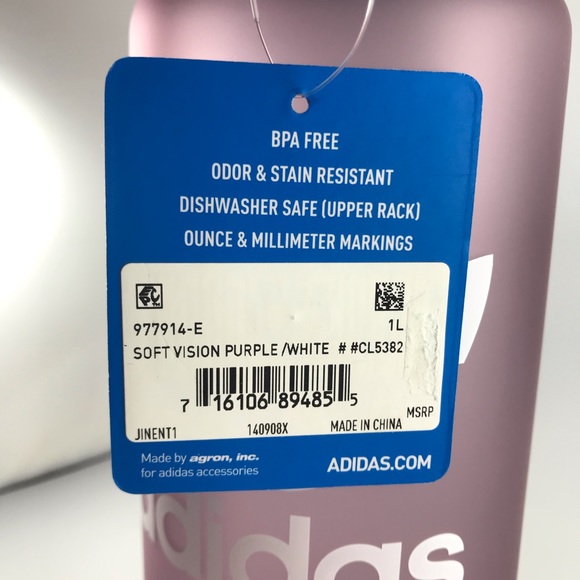 BPA FREE
ODOR & STAIN RESISTANT
DISHWASHER SAFE (UPPER RACK)
OUNCE & MILLIMETER MARKINGS
977914-E 1L
SOFT VISION PURPLE /WHITE # #CL5382
7 16106 89485 5
MSRP
JINENT1 140908X MADE IN CHINA
Made by agron, inc.
for adidas accessories
ADIDAS.COM
adidas